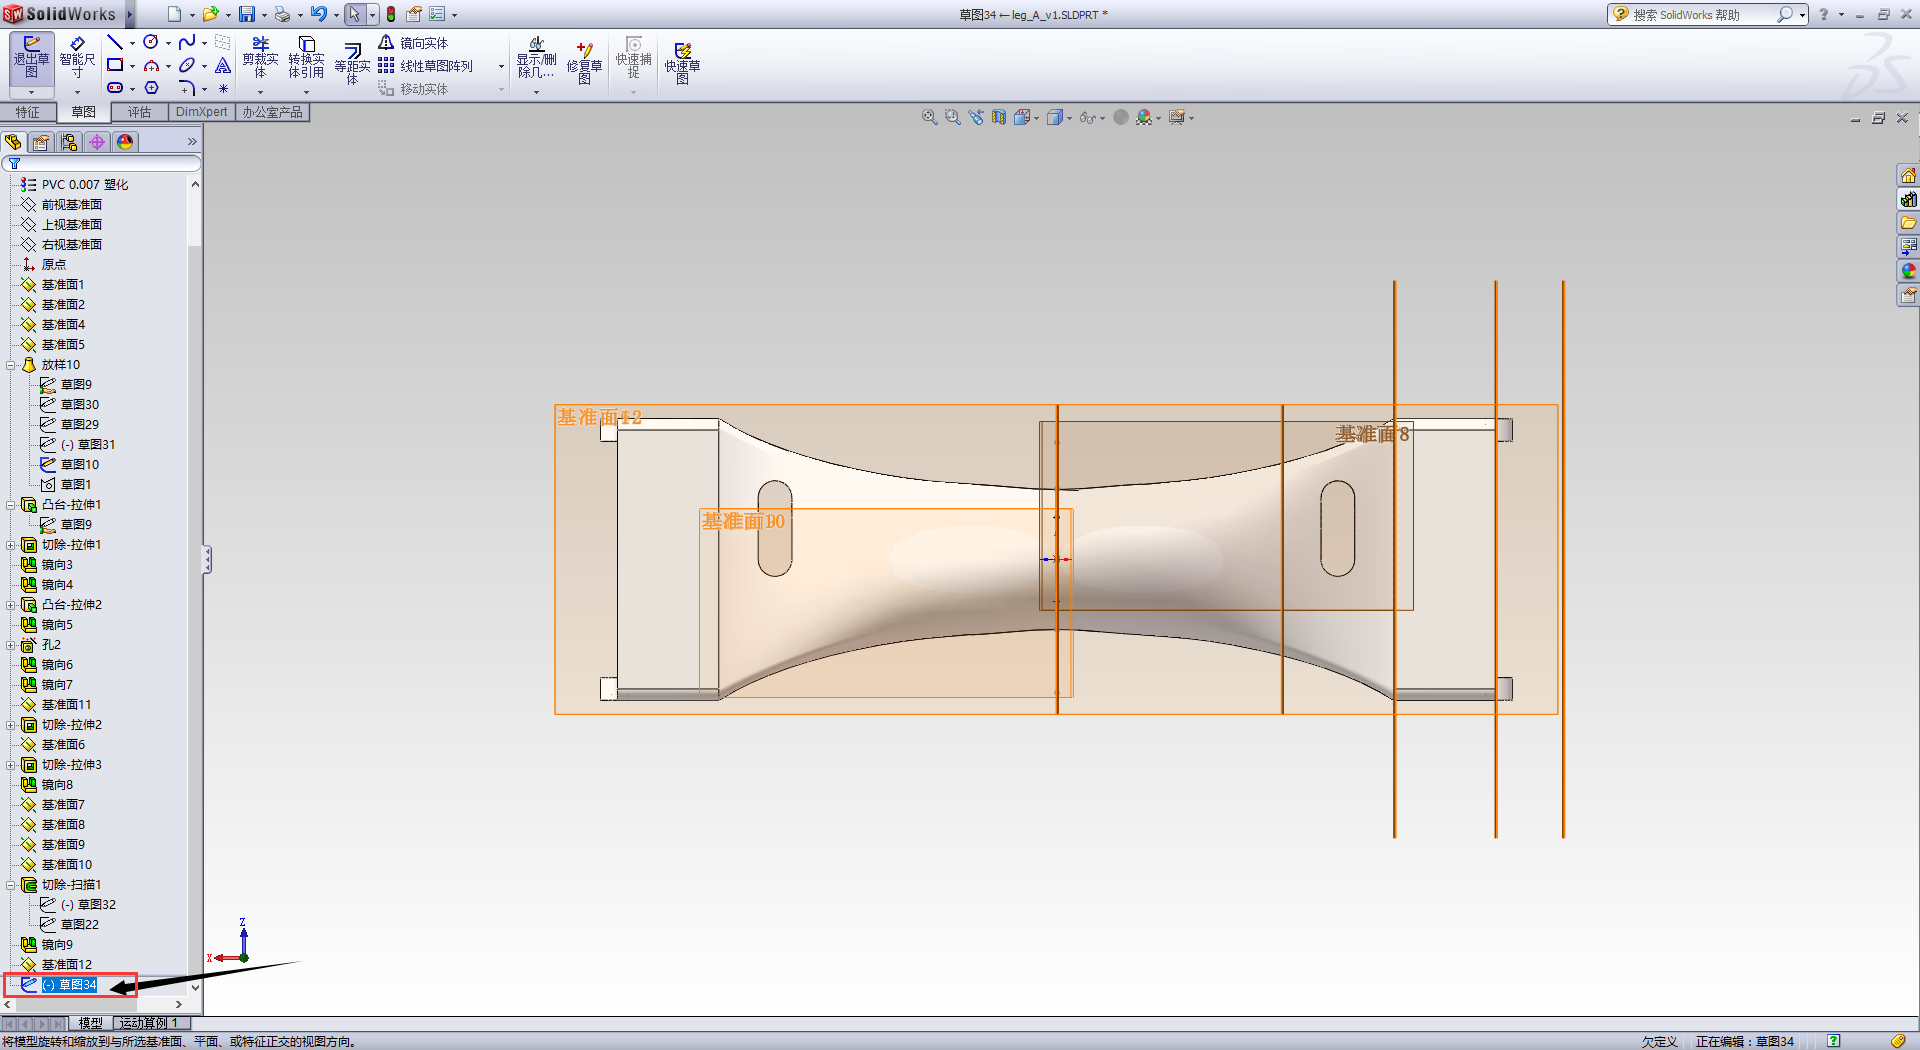 SolidWorks
草图34 ← leg_A_v1.SLDPRT *
搜索 SolidWorks 帮助
退出草图
智能尺寸
剪裁实体
转换实体引用
等距实体
镜向实体
线性草图阵列
移动实体
显示/删除几...
修复草图
快速捕捉
快速草图
特征
草图
评估
DimXpert
办公室产品
PVC 0.007 塑化
前视基准面
上视基准面
右视基准面
原点
基准面1
基准面2
基准面4
基准面5
放样10
草图9
草图30
草图29
(-) 草图31
草图10
草图1
凸台-拉伸1
草图9
切除-拉伸1
镜向3
镜向4
凸台-拉伸2
镜向5
孔2
镜向6
镜向7
基准面11
切除-拉伸2
基准面6
切除-拉伸3
镜向8
基准面7
基准面8
基准面9
基准面10
切除-扫描1
(-) 草图32
草图22
镜向9
基准面12
(-) 草图34
基准面8
Z
X
模型
运动算例 1
将模型旋转和缩放到与所选基准面、平面、或特征正交的视图方向。
欠定义
正在编辑：草图34